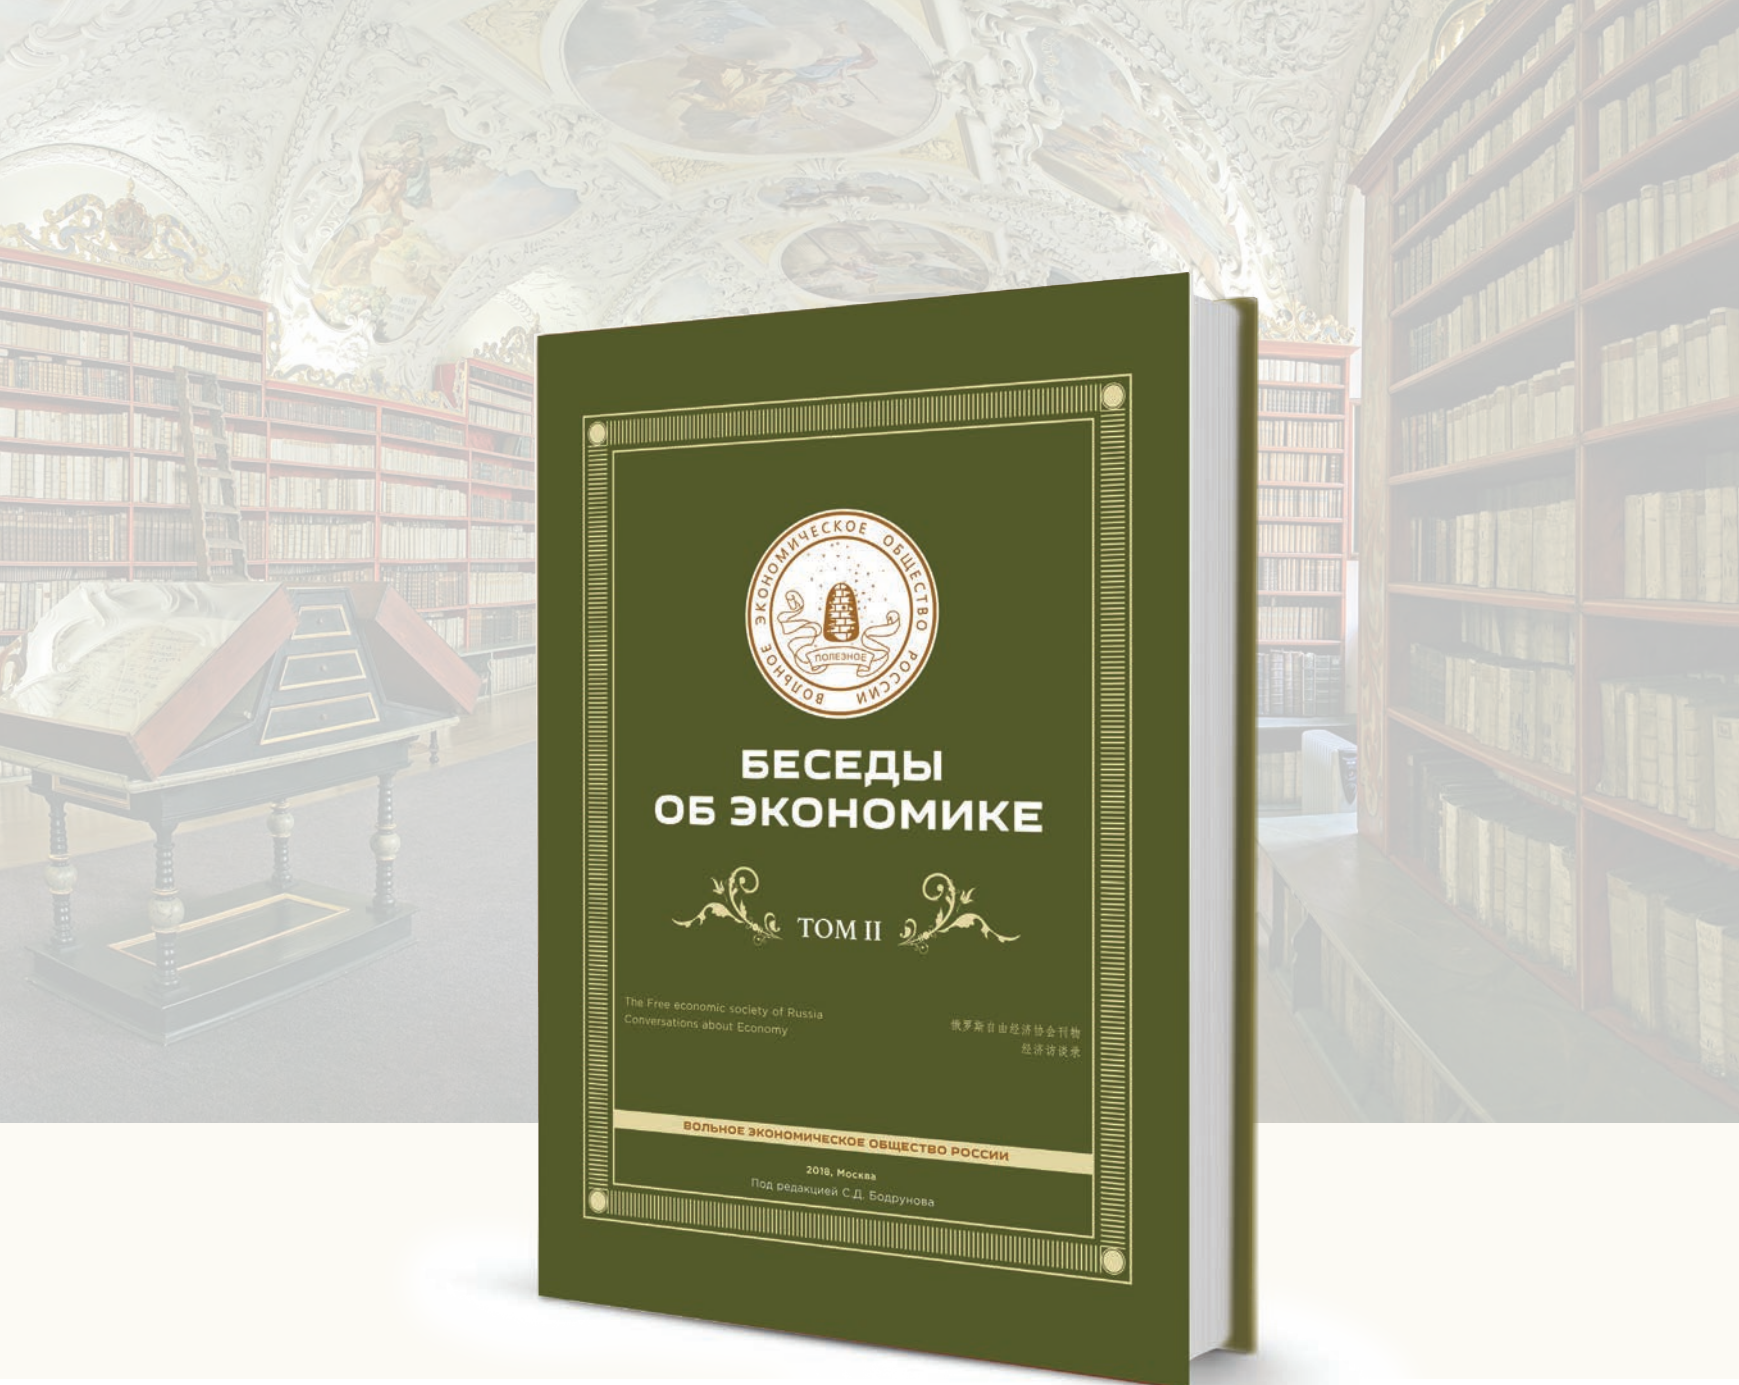 ВОЛЬНОЕ ЭКОНОМИЧЕСКОЕ ОБЩЕСТВО РОССИИ
ПОЛЕЗНОЕ
БЕСЕДЫ
ОБ ЭКОНОМИКЕ
ТОМ II
The Free economic society of Russia
Conversations about Economy
俄罗斯自由经济协会刊物
经济访谈录
ВОЛЬНОЕ ЭКОНОМИЧЕСКОЕ ОБЩЕСТВО РОССИИ
2018, Москва
Под редакцией С.Д. Бодрунова